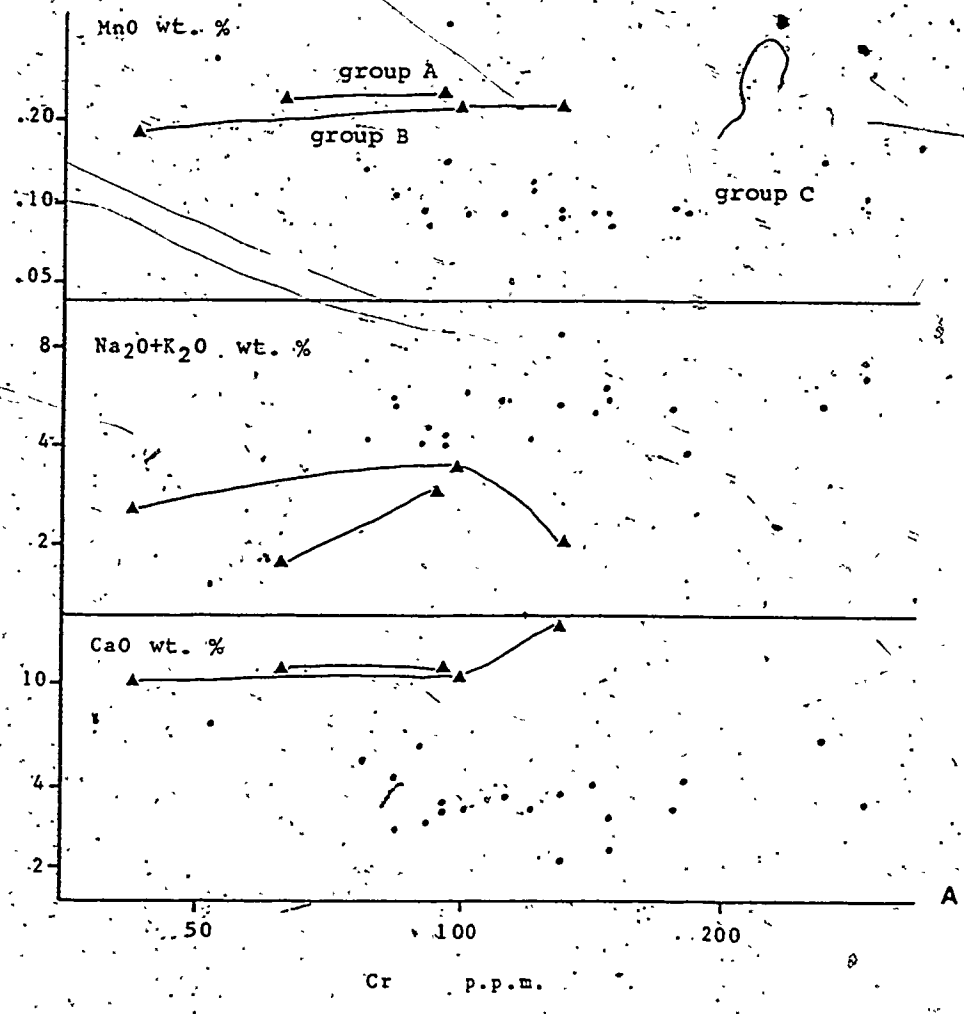 MnO wt. %
group A
.20
group B
group C
.10
.05
8
Na2O+K2O wt. %
4
2
CaO wt. %
10
4
2
A
50 100 200
Cr p.p.m.